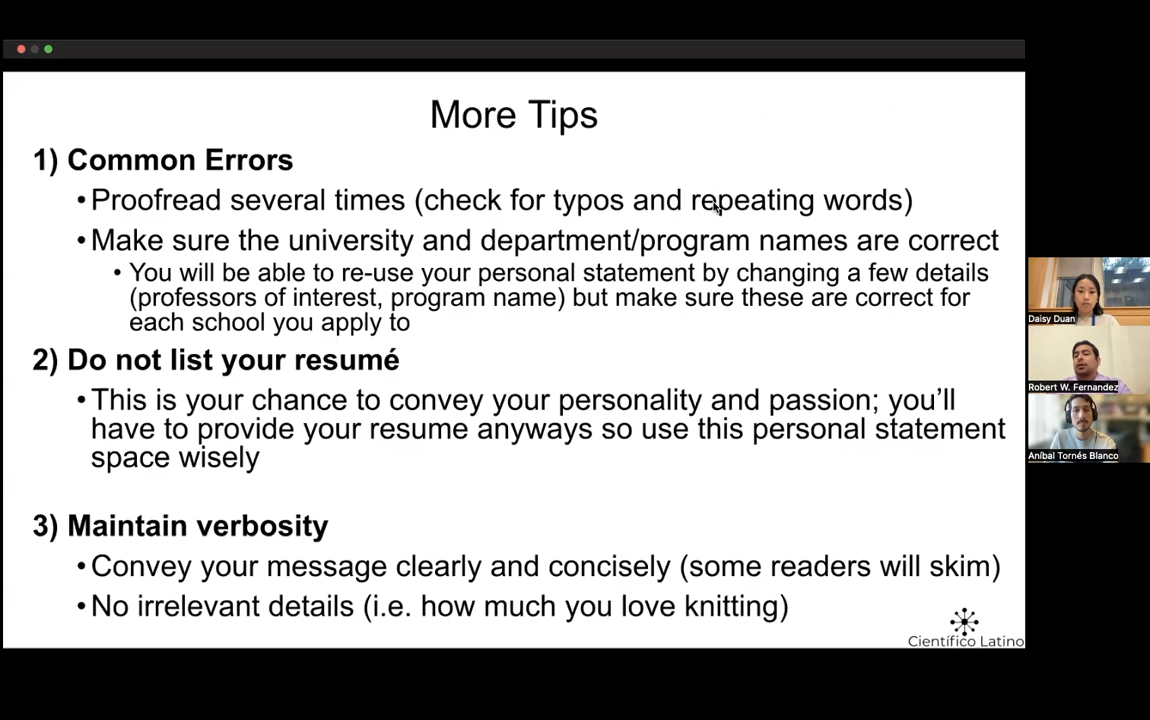 More Tips
1) Common Errors
•Proofread several times (check for typos and repeating words)
•Make sure the university and department/program names are correct
• You will be able to re-use your personal statement by changing a few details
(professors of interest, program name) but make sure these are correct for
each school you apply to
2) Do not list your resumé
•This is your chance to convey your personality and passion; you’ll
have to provide your resume anyways so use this personal statement
space wisely
3) Maintain verbosity
•Convey your message clearly and concisely (some readers will skim)
•No irrelevant details (i.e. how much you love knitting)
Científico Latino
Daisy Duan
Robert W. Fernandez
Aníbal Tornés Blanco